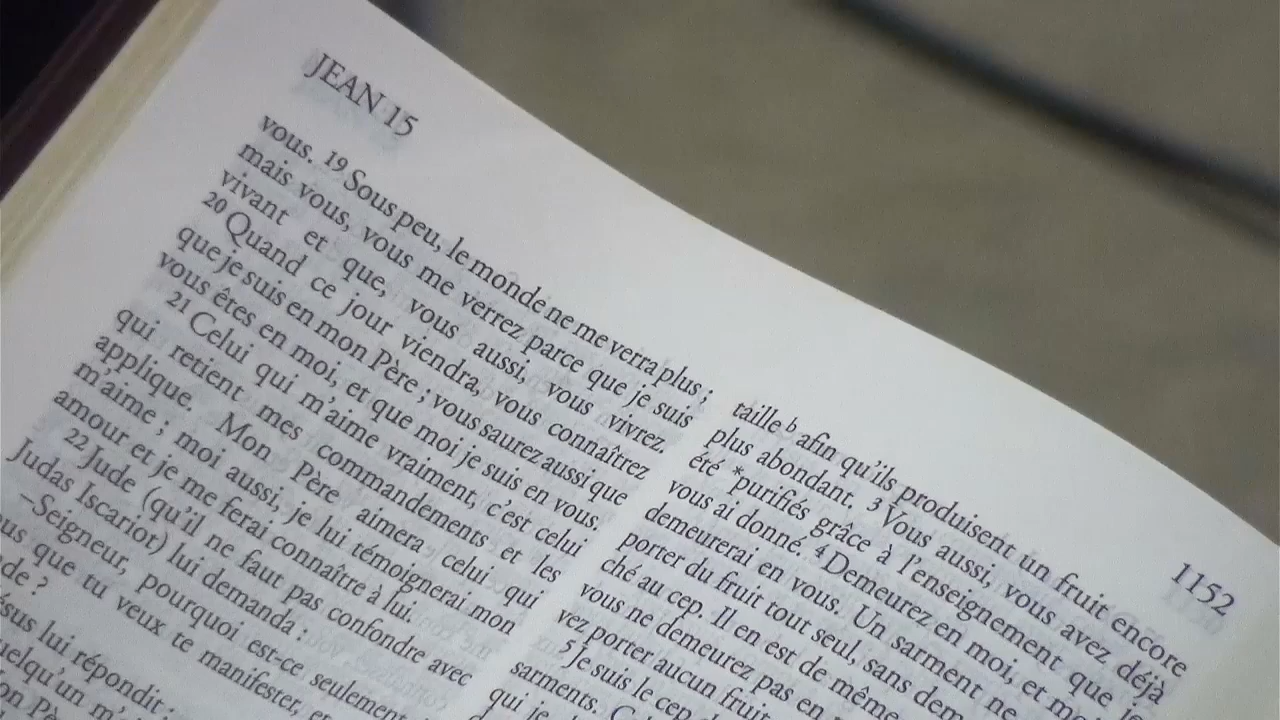 JEAN 15
1152
vous. 19 Sous peu, le monde ne me verra plus ;
mais vous, vous me verrez parce que je suis
vivant et que, vous aussi, vous vivrez.
20 Quand ce jour viendra, vous connaîtrez
que je suis en mon Père ; vous saurez aussi que
vous êtes en moi, et que moi je suis en vous.
21 Celui qui m'aime vraiment, c'est celui
qui retient mes commandements et les
applique. Mon Père aimera celui qui
m'aime ; moi aussi, je lui témoignerai mon
amour et je me ferai connaître à lui.
22 Jude (qu'il ne faut pas confondre avec
Judas Iscariot) lui demanda :
–Seigneur, pourquoi est-ce seulement
que tu veux te manifester, et
de ?
lui répondit :
taille b afin qu'ils produisent un fruit encore
plus abondant. 3 Vous aussi, vous avez déjà
été *purifiés grâce à l'enseignement que je
vous ai donné. 4 Demeurez en moi, et mo
demeurerai en vous. Un sarment ne
porter du fruit tout seul, sans dem
ché au cep. Il en est de même
vous ne demeurez pas en
vez porter aucun fruit
5 Je suis le cep
sarments.
qui je